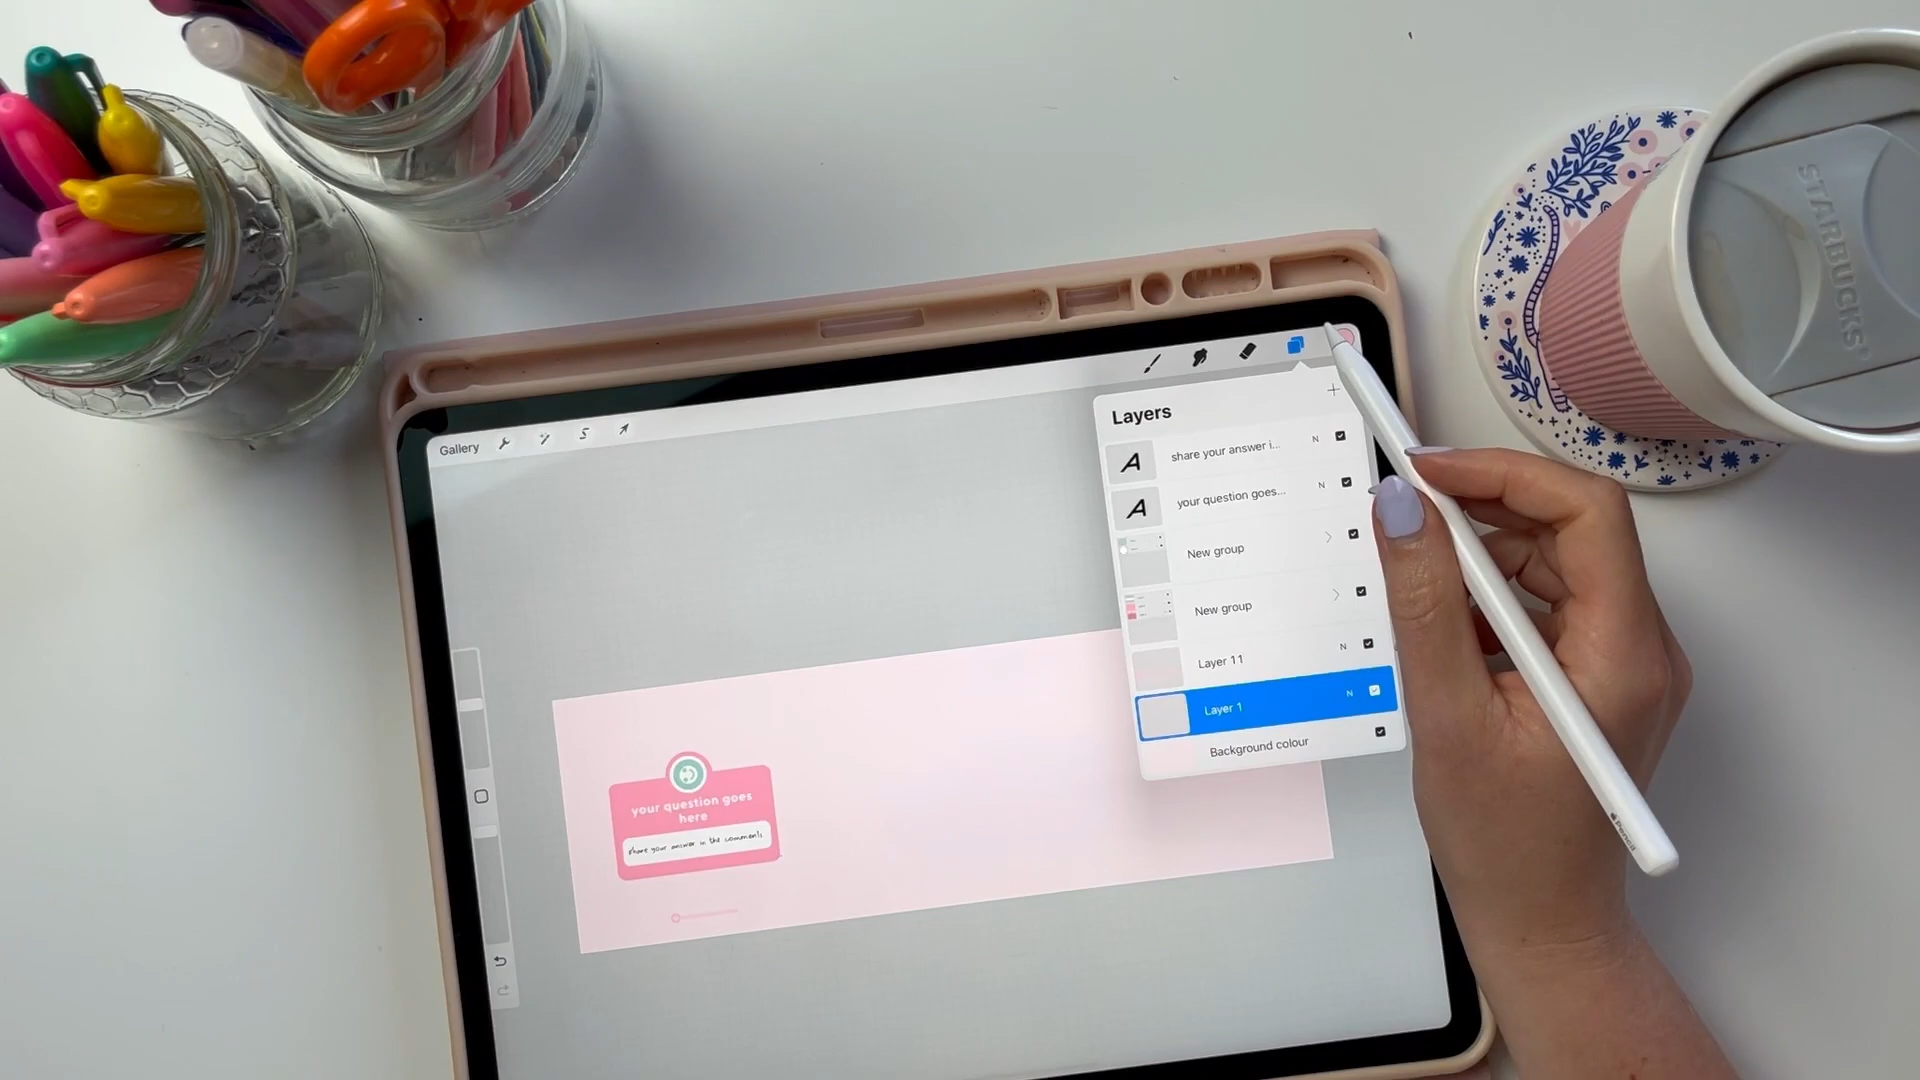 STARBUCKS
Gallery
Layers
share your answer i...
N
your question goes...
N
New group
New group
Layer 11
N
Layer 1
N
Background colour
your question goes
here
share your answer in the comments
Pencil